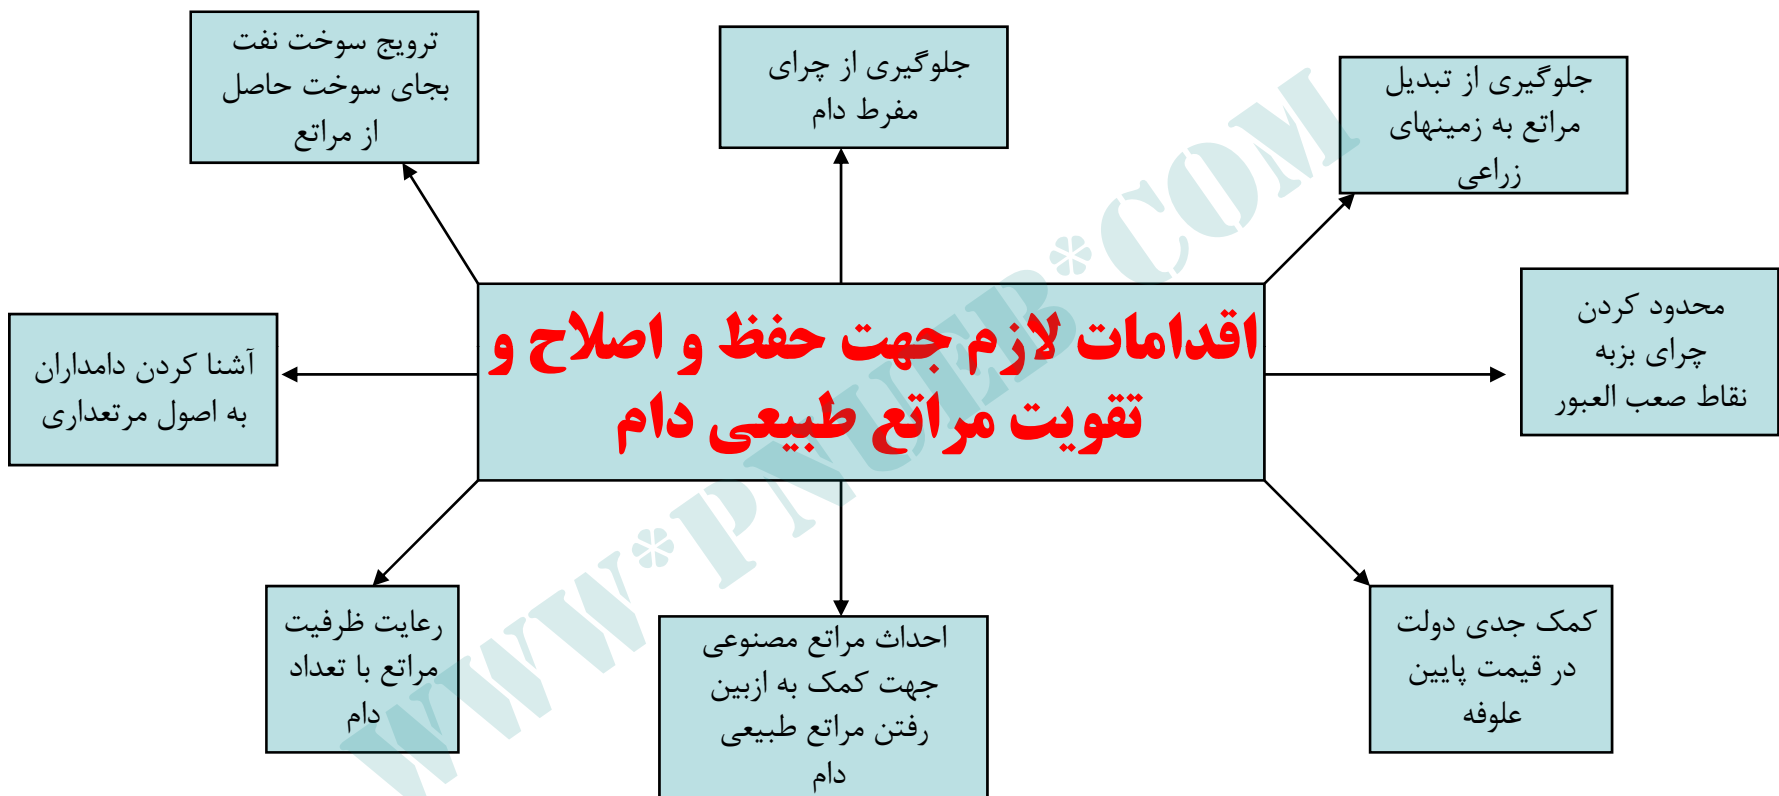 ترویج سوخت نفت
بجای سوخت حاصل
از مراتع
جلوگیری از چرای
مفرط دام
جلوگیری از تبدیل
مراتع به زمینهای
زراعی
اقدامات لازم جهت حفظ و اصلاح و
تقویت مراتع طبیعی دام
محدود کردن
چرای بزبه
نقاط صعب العبور
آشنا کردن دامداران
به اصول مرتعداری
رعایت ظرفیت
مراتع با تعداد
دام
احداث مراتع مصنوعی
جهت کمک به ازبین
رفتن مراتع طبیعی
دام
کمک جدی دولت
در قیمت پایین
علوفه
WWW*PNUEB*COM